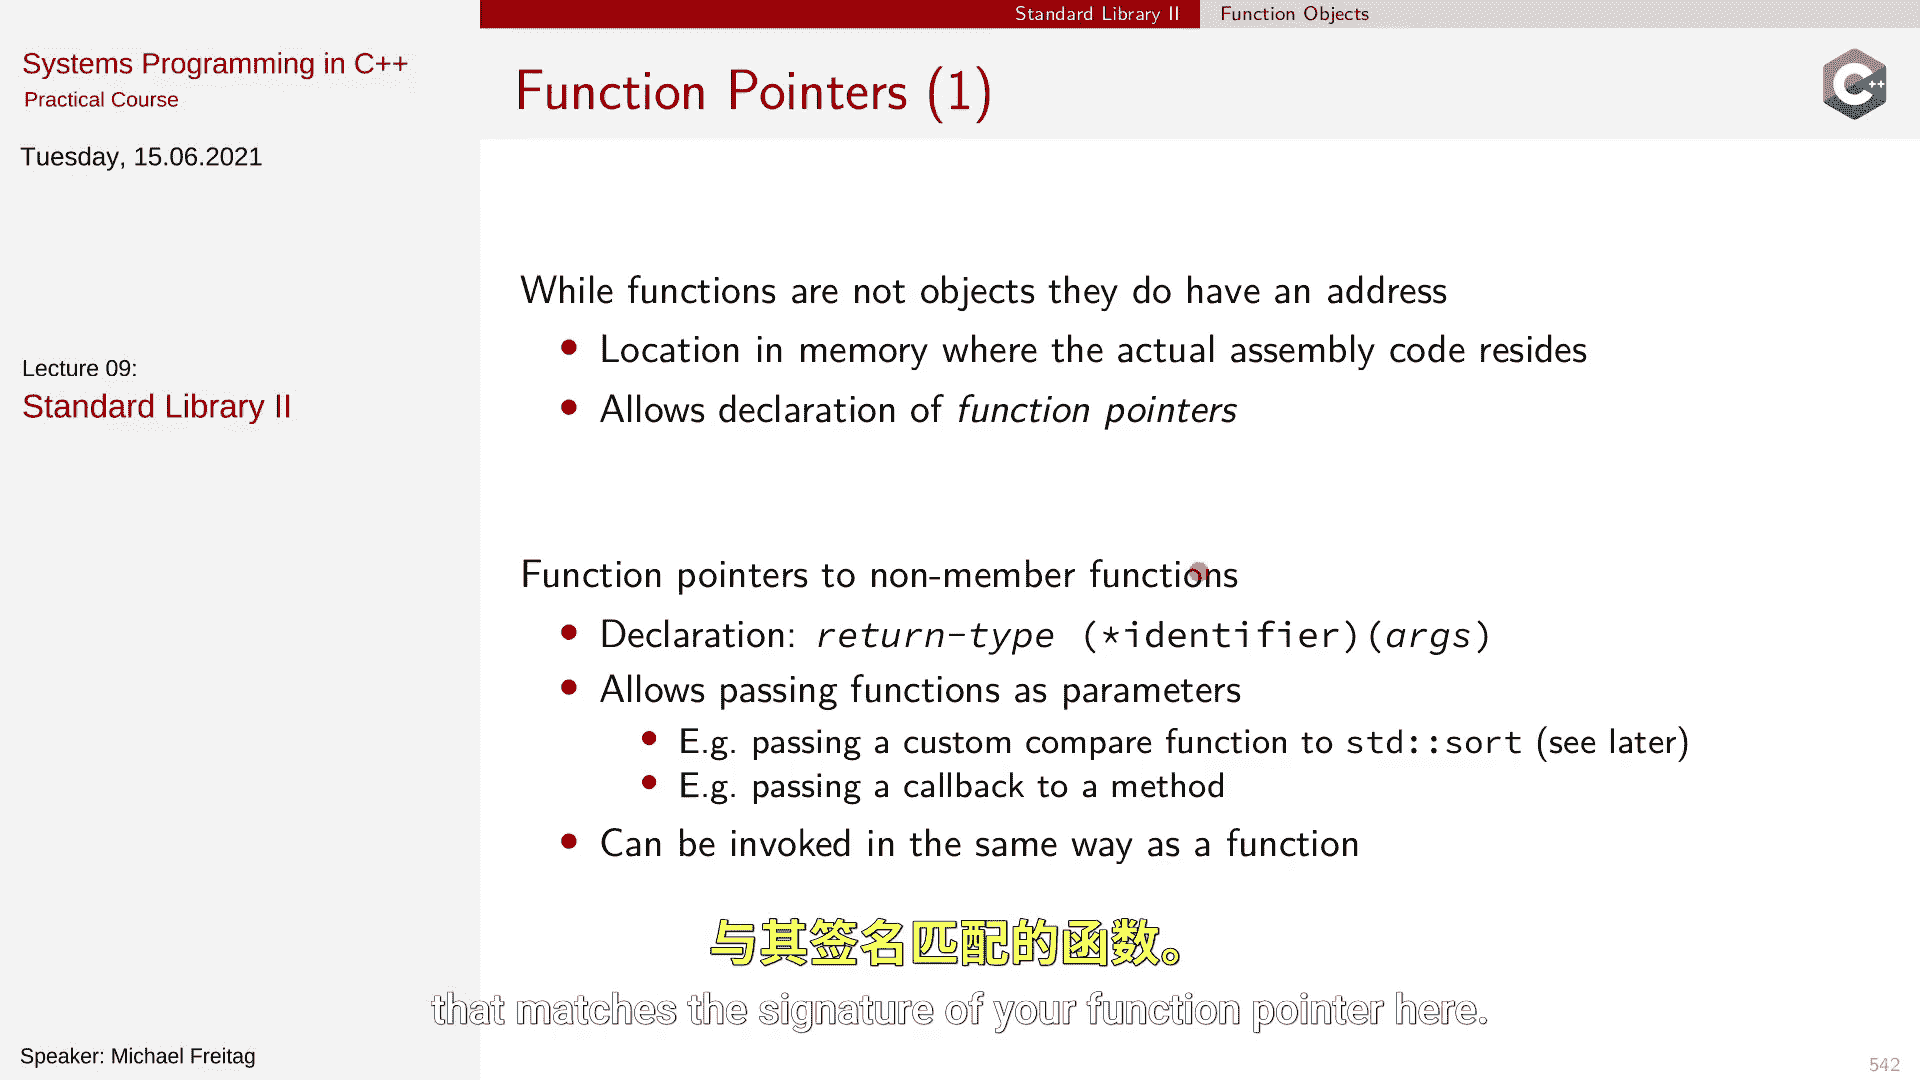 Standard Library II Function Objects
Systems Programming in C++
Practical Course
Tuesday, 15.06.2021
Lecture 09:
Standard Library II
Speaker: Michael Freitag
Function Pointers (1)
C++
While functions are not objects they do have an address
• Location in memory where the actual assembly code resides
• Allows declaration of function pointers
Function pointers to non-member functions
• Declaration: return-type (*identifier)(args)
• Allows passing functions as parameters
• E.g. passing a custom compare function to std::sort (see later)
• E.g. passing a callback to a method
• Can be invoked in the same way as a function
与其签名匹配的函数。
that matches the signature of your function pointer here.
542